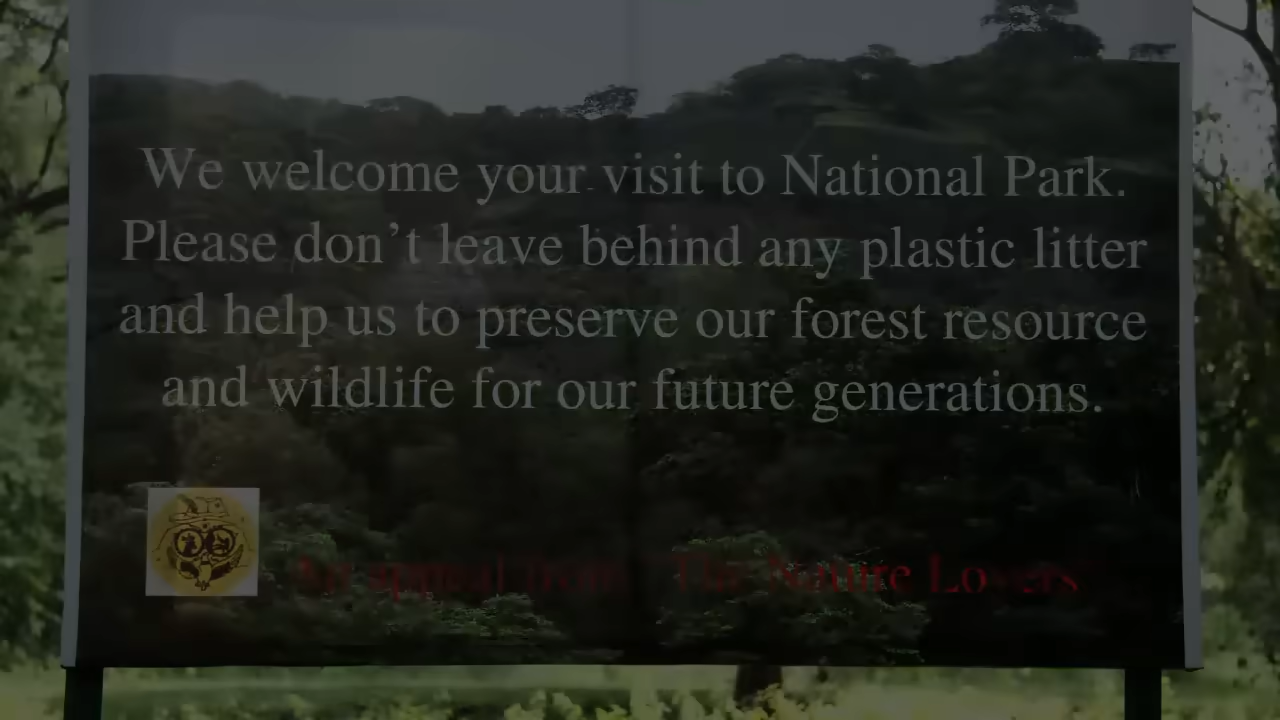 We welcome your visit to National Park.
Please don’t leave behind any plastic litter
and help us to preserve our forest resource
and wildlife for our future generations.
An appeal from "The Nature Lovers"